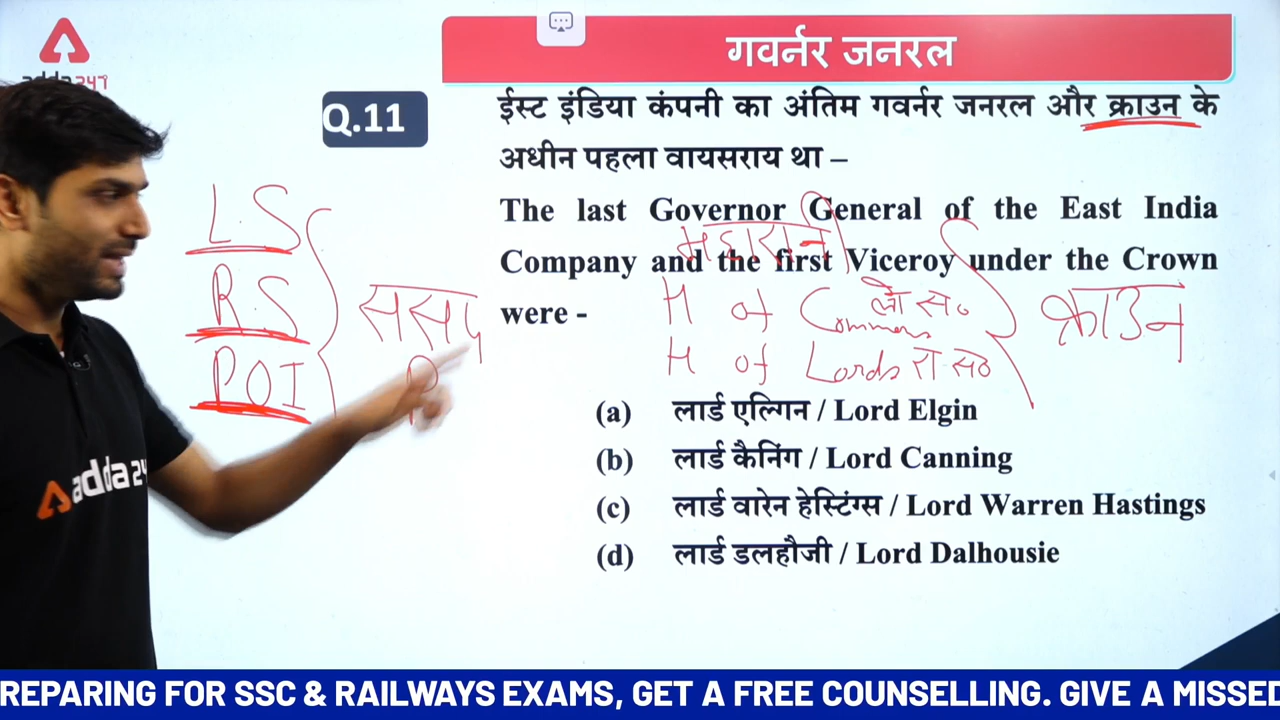 adda247
गवर्नर जनरल
Q.11
ईस्ट इंडिया कंपनी का अंतिम गवर्नर जनरल और क्राउन के
अधीन पहला वायसराय था –
The last Governor General of the East India
Company and the first Viceroy under the Crown
were -
महारानी
H of Commons लो स॰
H of Lords रा स॰
क्राउन
LS
RS
POI
संसद
P
(a) लार्ड एल्गिन / Lord Elgin
(b) लार्ड कैनिंग / Lord Canning
(c) लार्ड वारेन हेस्टिंग्स / Lord Warren Hastings
(d) लार्ड डलहौजी / Lord Dalhousie
adda24
REPARING FOR SSC & RAILWAYS EXAMS, GET A FREE COUNSELLING. GIVE A MISSED